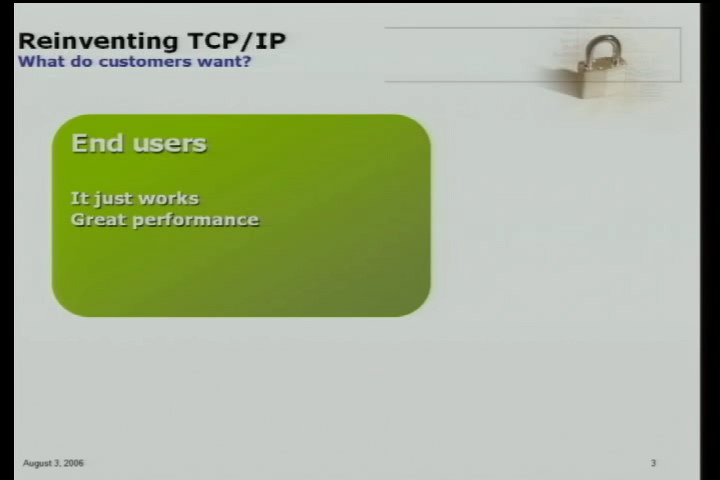 Reinventing TCP/IP
What do customers want?
End users
It just works
Great performance
August 3, 2006
3